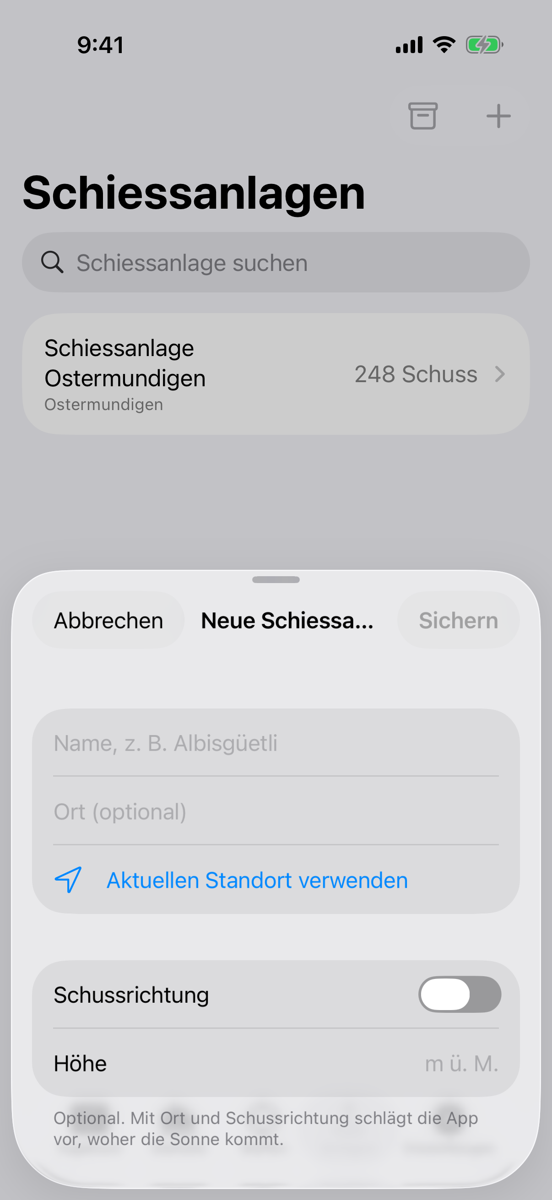 9:41
Schiessanlagen
Schiessanlage suchen
Schiessanlage
Ostermundigen
248 Schuss
Ostermundigen
Abbrechen
Neue Schiessa...
Sichern
Name, z. B. Albisgüetli
Ort (optional)
Aktuellen Standort verwenden
Schussrichtung
Höhe
m ü. M.
Optional. Mit Ort und Schussrichtung schlägt die App
vor, woher die Sonne kommt.